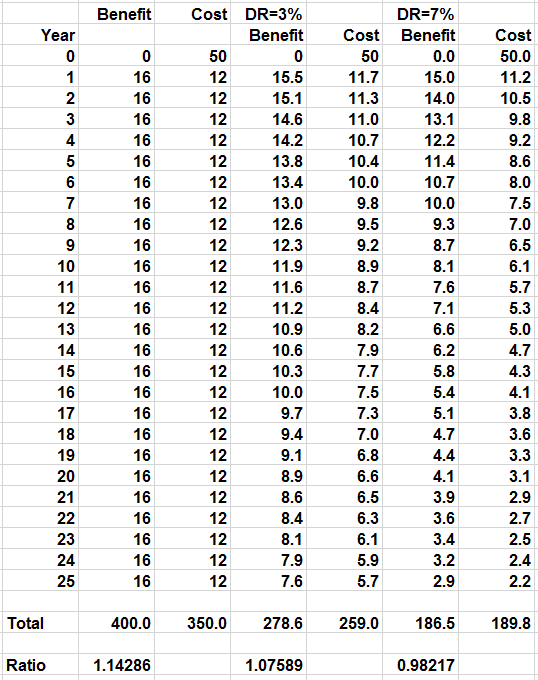 Benefit Cost DR=3% DR=7%
Year Benefit Cost Benefit Cost
0 0 50 0 50 0.0 50.0
1 16 12 15.5 11.7 15.0 11.2
2 16 12 15.1 11.3 14.0 10.5
3 16 12 14.6 11.0 13.1 9.8
4 16 12 14.2 10.7 12.2 9.2
5 16 12 13.8 10.4 11.4 8.6
6 16 12 13.4 10.0 10.7 8.0
7 16 12 13.0 9.8 10.0 7.5
8 16 12 12.6 9.5 9.3 7.0
9 16 12 12.3 9.2 8.7 6.5
10 16 12 11.9 8.9 8.1 6.1
11 16 12 11.6 8.7 7.6 5.7
12 16 12 11.2 8.4 7.1 5.3
13 16 12 10.9 8.2 6.6 5.0
14 16 12 10.6 7.9 6.2 4.7
15 16 12 10.3 7.7 5.8 4.3
16 16 12 10.0 7.5 5.4 4.1
17 16 12 9.7 7.3 5.1 3.8
18 16 12 9.4 7.0 4.7 3.6
19 16 12 9.1 6.8 4.4 3.3
20 16 12 8.9 6.6 4.1 3.1
21 16 12 8.6 6.5 3.9 2.9
22 16 12 8.4 6.3 3.6 2.7
23 16 12 8.1 6.1 3.4 2.5
24 16 12 7.9 5.9 3.2 2.4
25 16 12 7.6 5.7 2.9 2.2
Total 400.0 350.0 278.6 259.0 186.5 189.8
Ratio 1.14286 1.07589 0.98217